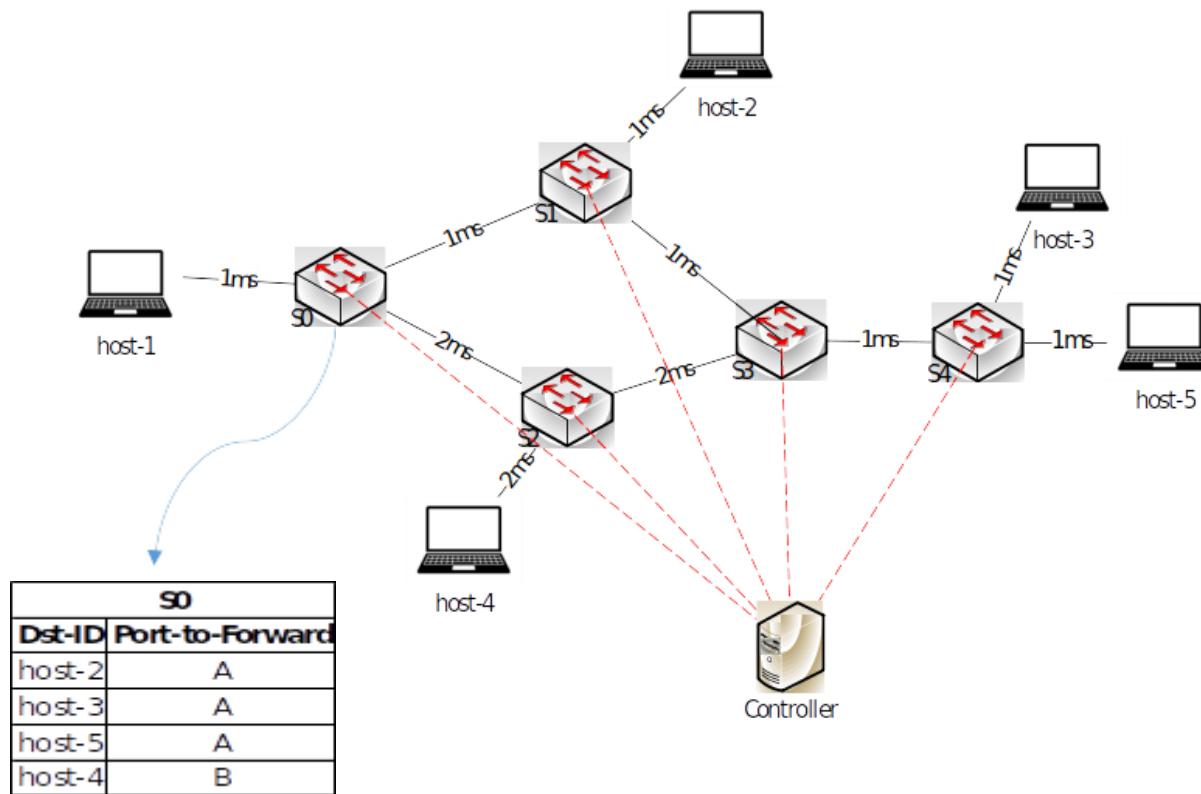 host-2
1ms
S1
host-3
1ms
1ms
1ms
1ms
host-1
S0
2ms
S3
1ms
S4
1ms
host-5
2ms
S2
2ms
host-4
Controller
S0
Dst-ID Port-to-Forward
host-2 A
host-3 A
host-5 A
host-4 B